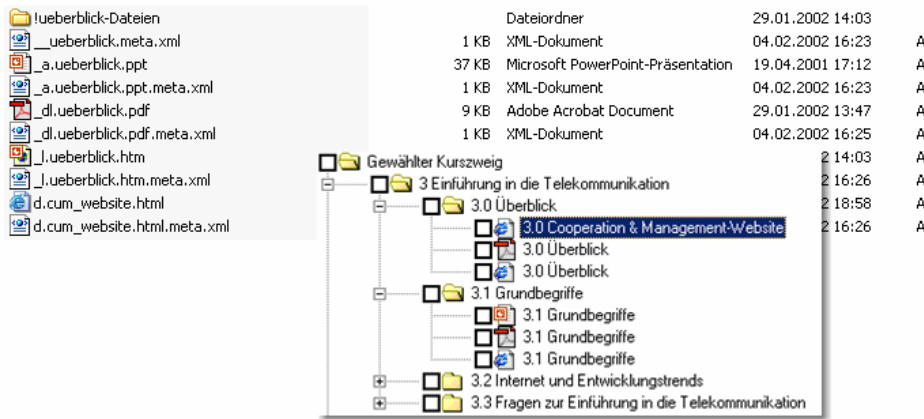 !ueberblick-Dateien Dateiordner 29.01.2002 14:03
__ueberblick.meta.xml 1 KB XML-Dokument 04.02.2002 16:23 A
_a.ueberblick.ppt 37 KB Microsoft PowerPoint-Präsentation 19.04.2001 17:12 A
_a.ueberblick.ppt.meta.xml 1 KB XML-Dokument 04.02.2002 16:23 A
_dl.ueberblick.pdf 9 KB Adobe Acrobat Document 29.01.2002 13:47 A
_dl.ueberblick.pdf.meta.xml 1 KB XML-Dokument 04.02.2002 16:25 A
_l.ueberblick.htm 2 14:03 A
_l.ueberblick.htm.meta.xml 2 16:26 A
d.cum_website.html 2 18:58 A
d.cum_website.html.meta.xml 2 16:26 A
Gewählter Kurszweig
3 Einführung in die Telekommunikation
3.0 Überblick
3.0 Cooperation & Management-Website
3.0 Überblick
3.0 Überblick
3.1 Grundbegriffe
3.1 Grundbegriffe
3.1 Grundbegriffe
3.1 Grundbegriffe
3.2 Internet und Entwicklungstrends
3.3 Fragen zur Einführung in die Telekommunikation